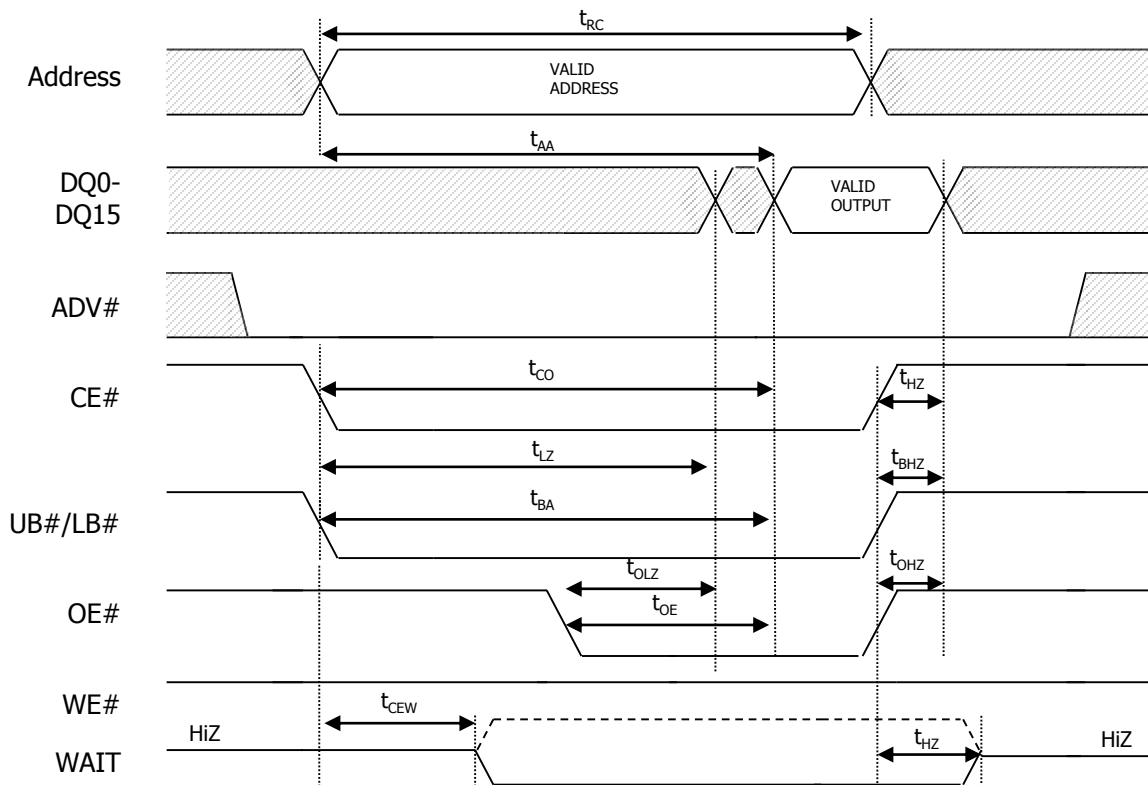 tRC
Address
VALID
ADDRESS
tAA
DQ0-
DQ15
VALID
OUTPUT
ADV#
tCO
tHZ
CE#
tLZ
tBHZ
tBA
UB#/LB#
tOLZ
tOHZ
tOE
OE#
WE#
tCEW
HiZ
tHZ
HiZ
WAIT